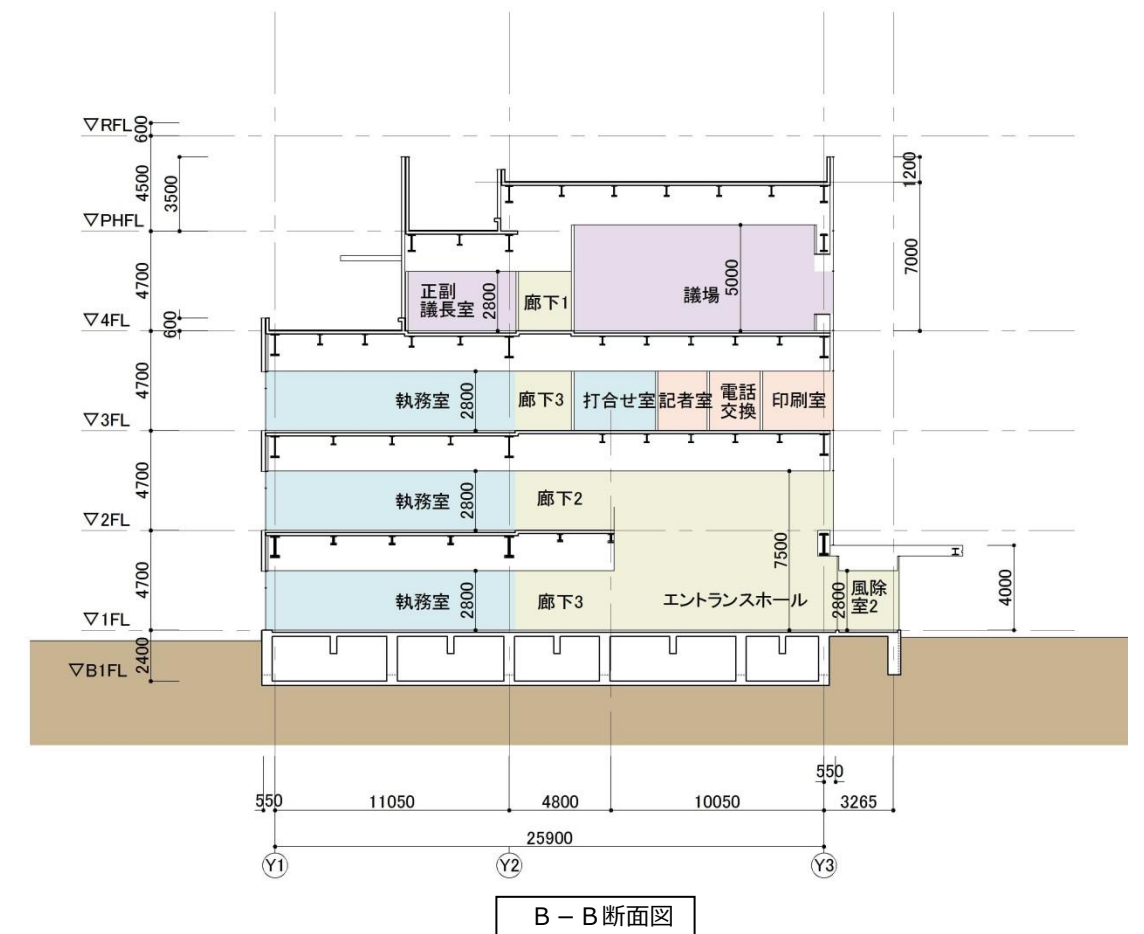 ▽RFL
600
4500
3500
1200
▽PHFL
7000
4700
正副
議長室
2800
廊下1
議場
5000
▽4FL
600
4700
執務室
2800
廊下3
打合せ室
記者室
電話
交換
印刷室
▽3FL
4700
執務室
2800
廊下2
▽2FL
7500
4700
執務室
2800
廊下3
エントランスホール
2800
風除
室2
4000
▽1FL
2400
▽B1FL
550
550
11050
4800
10050
3265
25900
Y1
Y2
Y3
B－B断面図